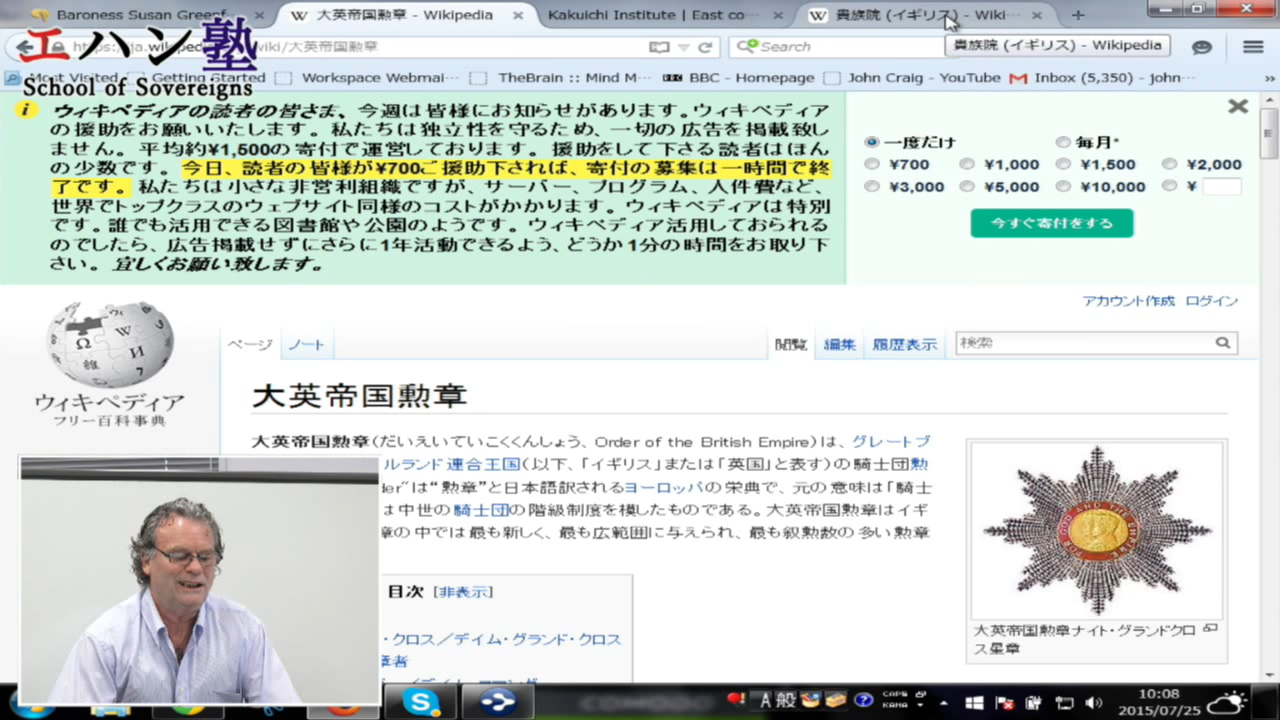 Baroness Susan Greenf
大英帝国勲章 - Wikipedia
Kakuichi Institute | East co…
貴族院 (イギリス) - Wiki…
エハン塾
School of Sovereigns
/大英帝国勲章
Search
貴族院 (イギリス) - Wikipedia
Most Visited
Getting Started
Workspace Webmai…
TheBrain :: Mind M…
BBC - Homepage
John Craig - YouTube
Inbox (5,350) - john…
ウィキペディアの読者の皆さま、今週は皆様にお知らせがあります。ウィキペディア
の援助をお願いいたします。私たちは独立性を守るため、一切の広告を掲載致し
ません。平均約¥1,500の寄付で運営しております。援助をして下さる読者はほん
の少数です。今日、読者の皆様が¥700ご援助下されば、寄付の募集は一時間で終
了です。私たちは小さな非営利組織ですが、サーバー、プログラム、人件費など、
世界でトップクラスのウェブサイト同様のコストがかかります。ウィキペディアは特別
です。誰でも活用できる図書館や公園のようです。ウィキペディア活用しておられる
のでしたら、広告掲載せずにさらに1年活動できるよう、どうか1分の時間をお取り下
さい。宜しくお願い致します。
一度だけ 毎月*
¥700 ¥1,000 ¥1,500 ¥2,000
¥3,000 ¥5,000 ¥10,000 ¥
今すぐ寄付をする
アカウント作成 ログイン
ウィキペディア
フリー百科事典
ページ ノート
閲覧 編集 履歴表示
検索
大英帝国勲章
大英帝国勲章(だいえいていこくくんしょう、Order of the British Empire)は、グレートブ
ルランド連合王国(以下、「イギリス」または「英国」と表す)の騎士団勲
der"は"勲章"と日本語訳されるヨーロッパの栄典で、元の意味は「騎士
は中世の騎士団の階級制度を模したものである。大英帝国勲章はイギ
章の中では最も新しく、最も広範囲に与えられ、最も叙勲数の多い勲章
目次 [非表示]
・クロス/デイム・グランド・クロス
章者
大英帝国勲章ナイト・グランドクロ
ス星章
A 般
CAPS
KANA
10:08
2015/07/25